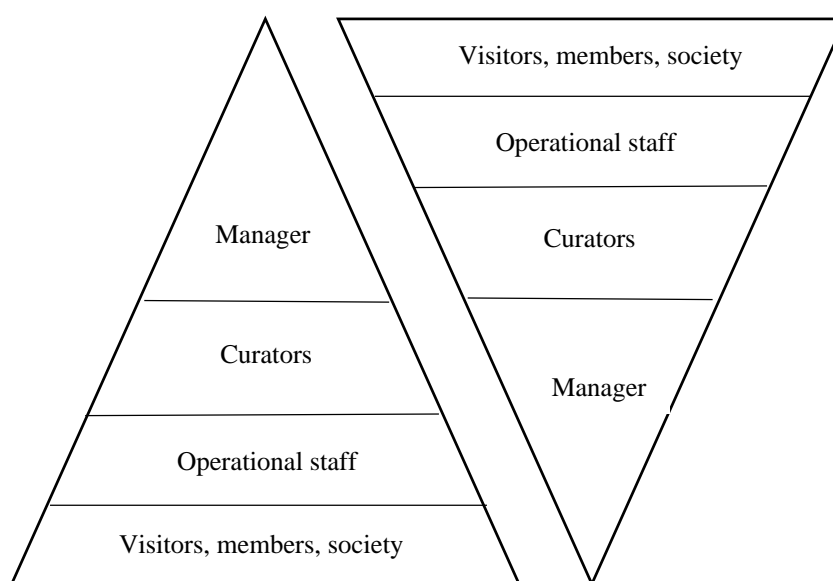 Manager
Curators
Operational staff
Visitors, members, society
Visitors, members, society
Operational staff
Curators
Manager